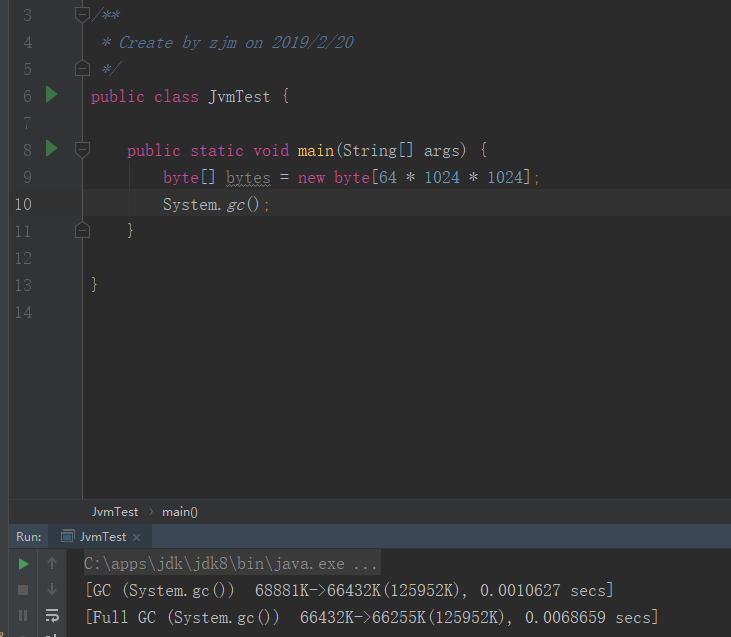 3 /**
4 * Create by zjm on 2019/2/20
5 */
6 public class JvmTest {
7
8 public static void main(String[] args) {
9 byte[] bytes = new byte[64 * 1024 * 1024];
10 System.gc();
11 }
12
13 }
14
JvmTest › main()
Run: JvmTest ×
C:\apps\jdk\jdk8\bin\java.exe ...
[GC (System.gc()) 68881K->66432K(125952K), 0.0010627 secs]
[Full GC (System.gc()) 66432K->66255K(125952K), 0.0068659 secs]